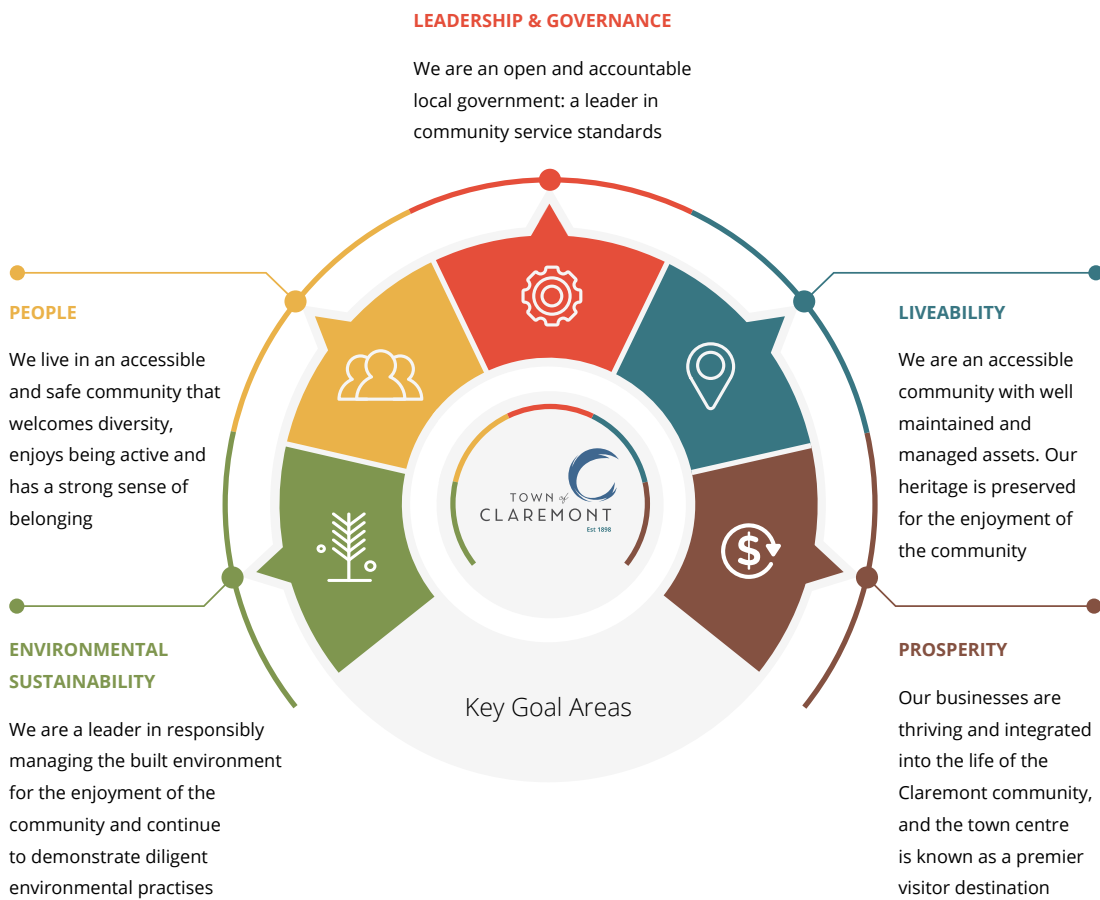 LEADERSHIP & GOVERNANCE
We are an open and accountable
local government: a leader in
community service standards
PEOPLE
We live in an accessible
and safe community that
welcomes diversity,
enjoys being active and
has a strong sense of
belonging
LIVEABILITY
We are an accessible
community with well
maintained and
managed assets. Our
heritage is preserved
for the enjoyment of
the community
$
TOWN of
CLAREMONT
Est 1898
Key Goal Areas
ENVIRONMENTAL
SUSTAINABILITY
We are a leader in responsibly
managing the built environment
for the enjoyment of the
community and continue
to demonstrate diligent
environmental practises
PROSPERITY
Our businesses are
thriving and integrated
into the life of the
Claremont community,
and the town centre
is known as a premier
visitor destination